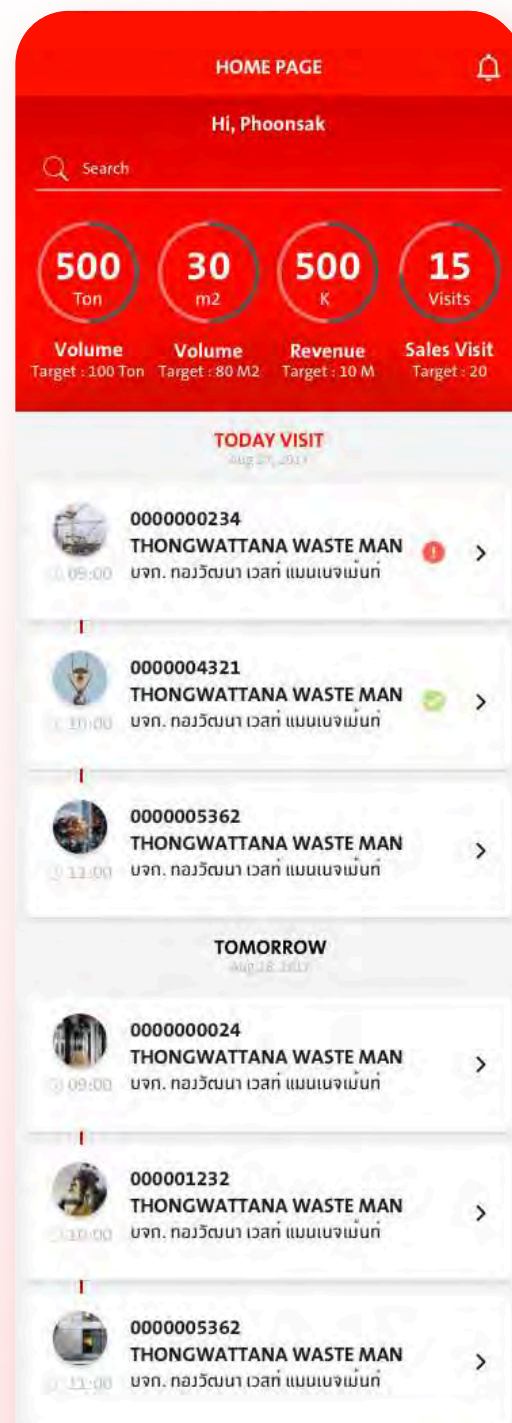 HOME PAGE
Hi, Phoonsak
Search
500 30 500 15
Ton m2 K Visits
Volume Volume Revenue Sales Visit
Target : 100 Ton Target : 80 M2 Target : 10 M Target : 20
TODAY VISIT
Aug 27, 2017
0000000234
THONGWATTANA WASTE MAN
09:00 บจก. ทองวัฒนา เวสท์ แมนเนจเม้นท์
0000004321
THONGWATTANA WASTE MAN
10:00 บจก. ทองวัฒนา เวสท์ แมนเนจเม้นท์
0000005362
THONGWATTANA WASTE MAN
11:00 บจก. ทองวัฒนา เวสท์ แมนเนจเม้นท์
TOMORROW
Aug 28, 2017
0000000024
THONGWATTANA WASTE MAN
09:00 บจก. ทองวัฒนา เวสท์ แมนเนจเม้นท์
000001232
THONGWATTANA WASTE MAN
10:00 บจก. ทองวัฒนา เวสท์ แมนเนจเม้นท์
0000005362
THONGWATTANA WASTE MAN
11:00 บจก. ทองวัฒนา เวสท์ แมนเนจเม้นท์